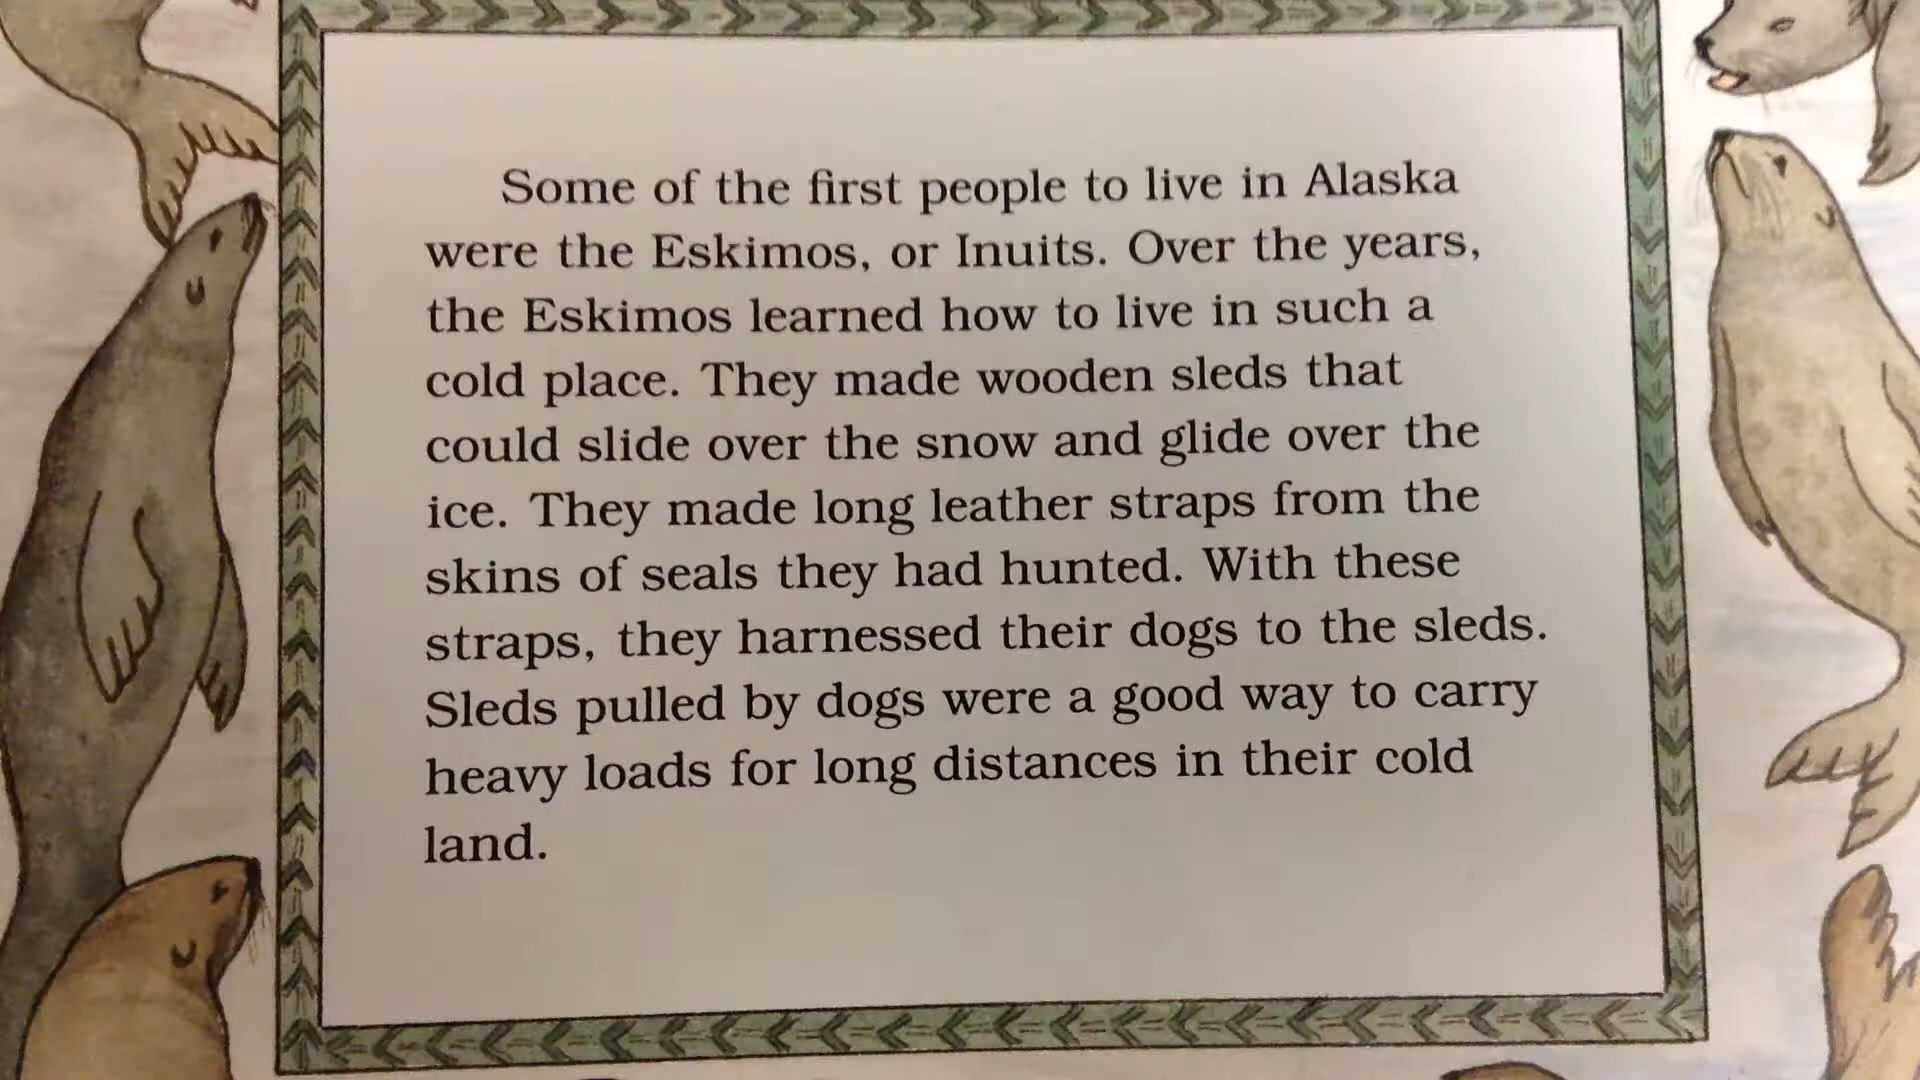 Some of the first people to live in Alaska
were the Eskimos, or Inuits. Over the years,
the Eskimos learned how to live in such a
cold place. They made wooden sleds that
could slide over the snow and glide over the
ice. They made long leather straps from the
skins of seals they had hunted. With these
straps, they harnessed their dogs to the sleds.
Sleds pulled by dogs were a good way to carry
heavy loads for long distances in their cold
land.